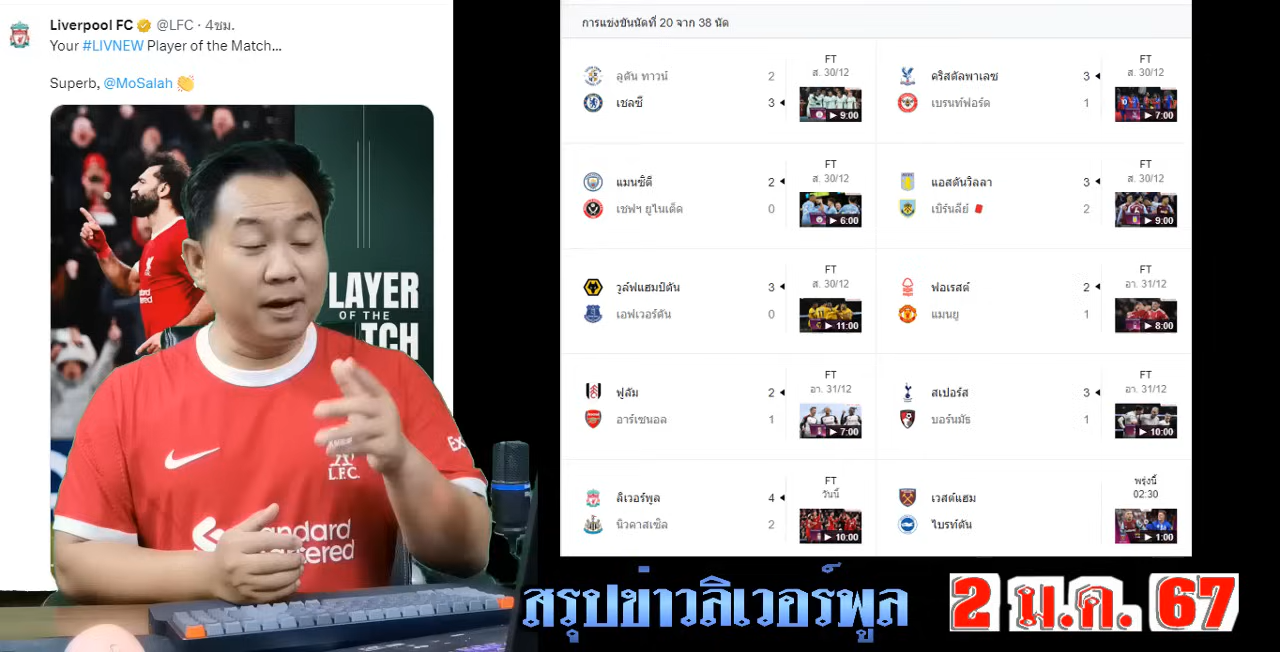 Liverpool FC @LFC · 4ชม.
Your #LIVNEW Player of the Match...
Superb, @MoSalah 👏
LAYER
OF THE
TCH
L.F.C.
Standard
Chartered
การแข่งขันนัดที่ 20 จาก 38 นัด
ลูตัน ทาวน์ 2
เชลซี 3
FT
ส. 30/12
9:00
คริสตัลพาเลซ 3
เบรนท์ฟอร์ด 1
FT
ส. 30/12
7:00
แมนซิตี้ 2
เชฟฯ ยูไนเต็ด 0
FT
ส. 30/12
6:00
แอสตันวิลลา 3
เบิร์นลีย์ 2
FT
ส. 30/12
9:00
วูล์ฟแฮมป์ตัน 3
เอฟเวอร์ตัน 0
FT
ส. 30/12
11:00
ฟอเรสต์ 2
แมนยู 1
FT
อา. 31/12
8:00
ฟูลัม 2
อาร์เซนอล 1
FT
อา. 31/12
7:00
สเปอร์ส 3
บอร์นมัธ 1
FT
อา. 31/12
10:00
ลิเวอร์พูล 4
นิวคาสเซิล 2
FT
วันนี้
10:00
เวสต์แฮม
ไบรท์ตัน
พรุ่งนี้
02:30
1:00
สรุปข่าวลิเวอร์พูล 2 ม.ค. 67